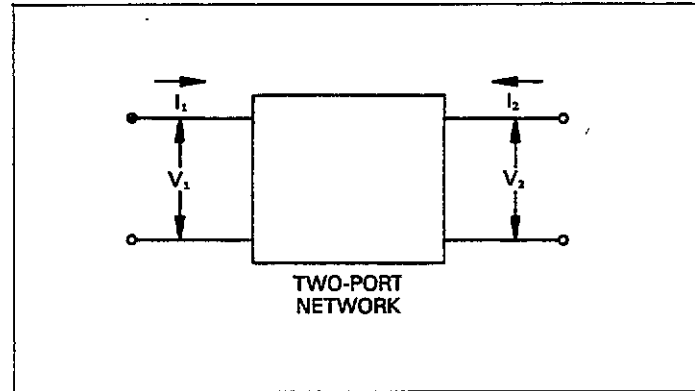 I₁ I₂
V₁ V₂
TWO-PORT
NETWORK